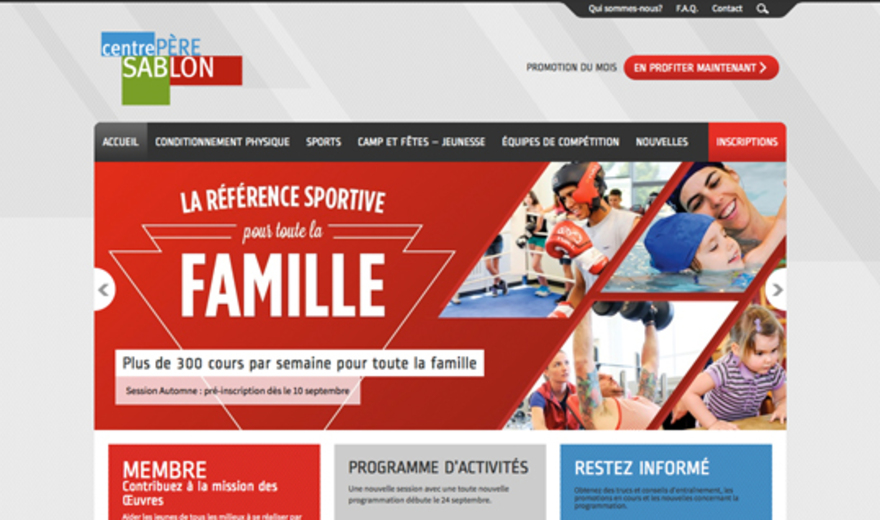 Qui sommes-nous? F.A.Q. Contact
centrePÈRE
SABLON
PROMOTION DU MOIS EN PROFITER MAINTENANT
ACCUEIL CONDITIONNEMENT PHYSIQUE SPORTS CAMP ET FÊTES – JEUNESSE ÉQUIPES DE COMPÉTITION NOUVELLES INSCRIPTIONS
LA RÉFÉRENCE SPORTIVE
pour toute la
FAMILLE
Plus de 300 cours par semaine pour toute la famille
Session Automne : pré-inscription dès le 10 septembre
MEMBRE
Contribuez à la mission des
Œuvres
Aider les jeunes de tous les milieux à se réaliser par
PROGRAMME D'ACTIVITÉS
Une nouvelle session avec une toute nouvelle
programmation débute le 24 septembre.
RESTEZ INFORMÉ
Obtenez des trucs et conseils d'entraînement, les
promotions en cours et les nouvelles concernant la
programmation.